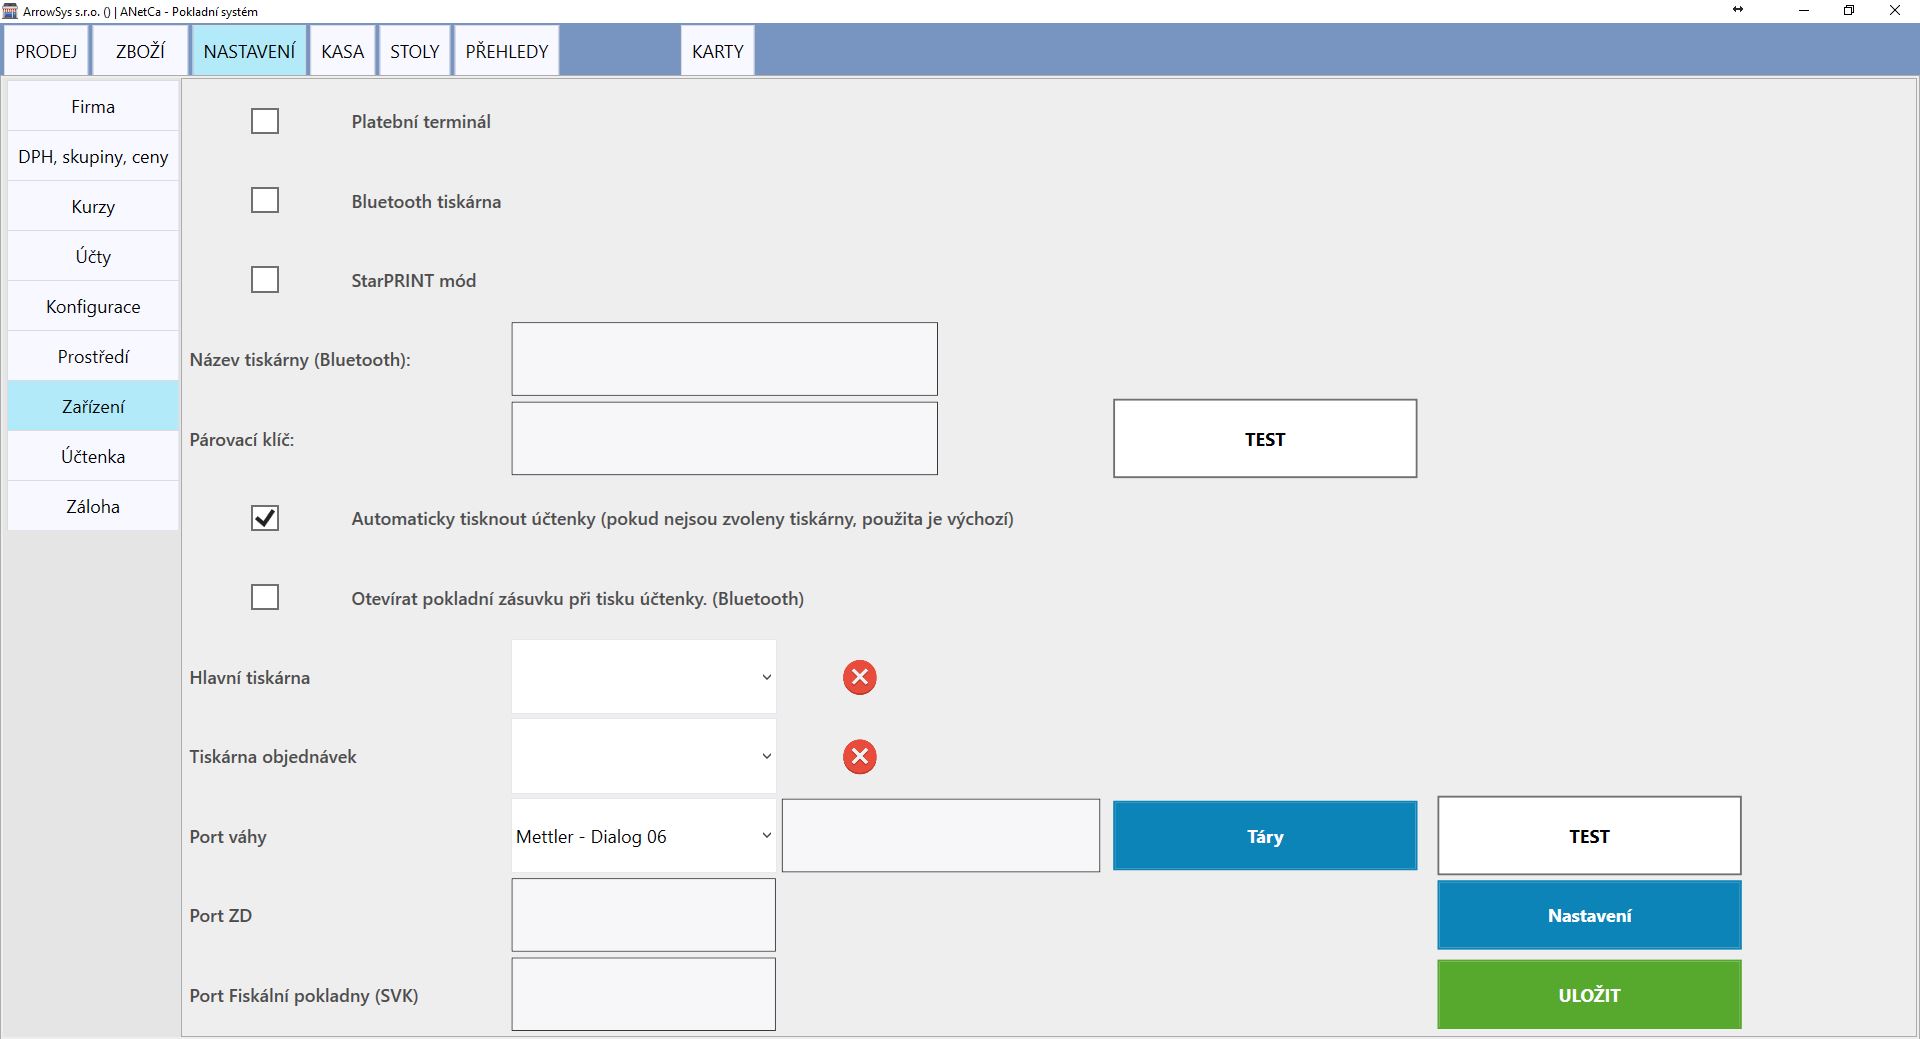 ArrowSys s.r.o. () | ANetCa - Pokladní systém
PRODEJ ZBOŽÍ NASTAVENÍ KASA STOLY PŘEHLEDY KARTY
Firma
DPH, skupiny, ceny
Kurzy
Účty
Konfigurace
Prostředí
Zařízení
Účtenka
Záloha
Platební terminál
Bluetooth tiskárna
StarPRINT mód
Název tiskárny (Bluetooth):
Párovací klíč: TEST
Automaticky tisknout účtenky (pokud nejsou zvoleny tiskárny, použita je výchozí)
Otevírat pokladní zásuvku při tisku účtenky. (Bluetooth)
Hlavní tiskárna
Tiskárna objednávek
Port váhy Mettler - Dialog 06 Táry TEST
Port ZD Nastavení
Port Fiskální pokladny (SVK) ULOŽIT